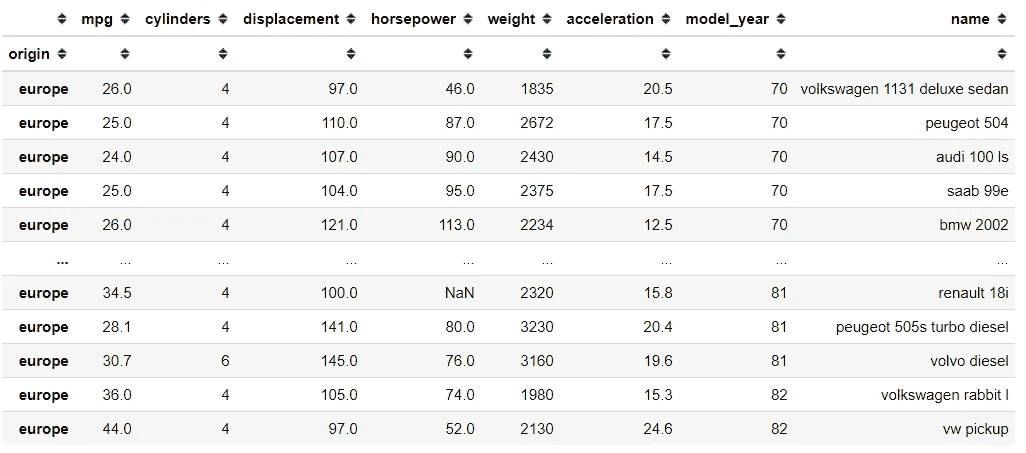 mpg cylinders displacement horsepower weight acceleration model_year name
origin
europe 26.0 4 97.0 46.0 1835 20.5 70 volkswagen 1131 deluxe sedan
europe 25.0 4 110.0 87.0 2672 17.5 70 peugeot 504
europe 24.0 4 107.0 90.0 2430 14.5 70 audi 100 ls
europe 25.0 4 104.0 95.0 2375 17.5 70 saab 99e
europe 26.0 4 121.0 113.0 2234 12.5 70 bmw 2002
... ... ... ... ... ... ... ... ...
europe 34.5 4 100.0 NaN 2320 15.8 81 renault 18i
europe 28.1 4 141.0 80.0 3230 20.4 81 peugeot 505s turbo diesel
europe 30.7 6 145.0 76.0 3160 19.6 81 volvo diesel
europe 36.0 4 105.0 74.0 1980 15.3 82 volkswagen rabbit l
europe 44.0 4 97.0 52.0 2130 24.6 82 vw pickup